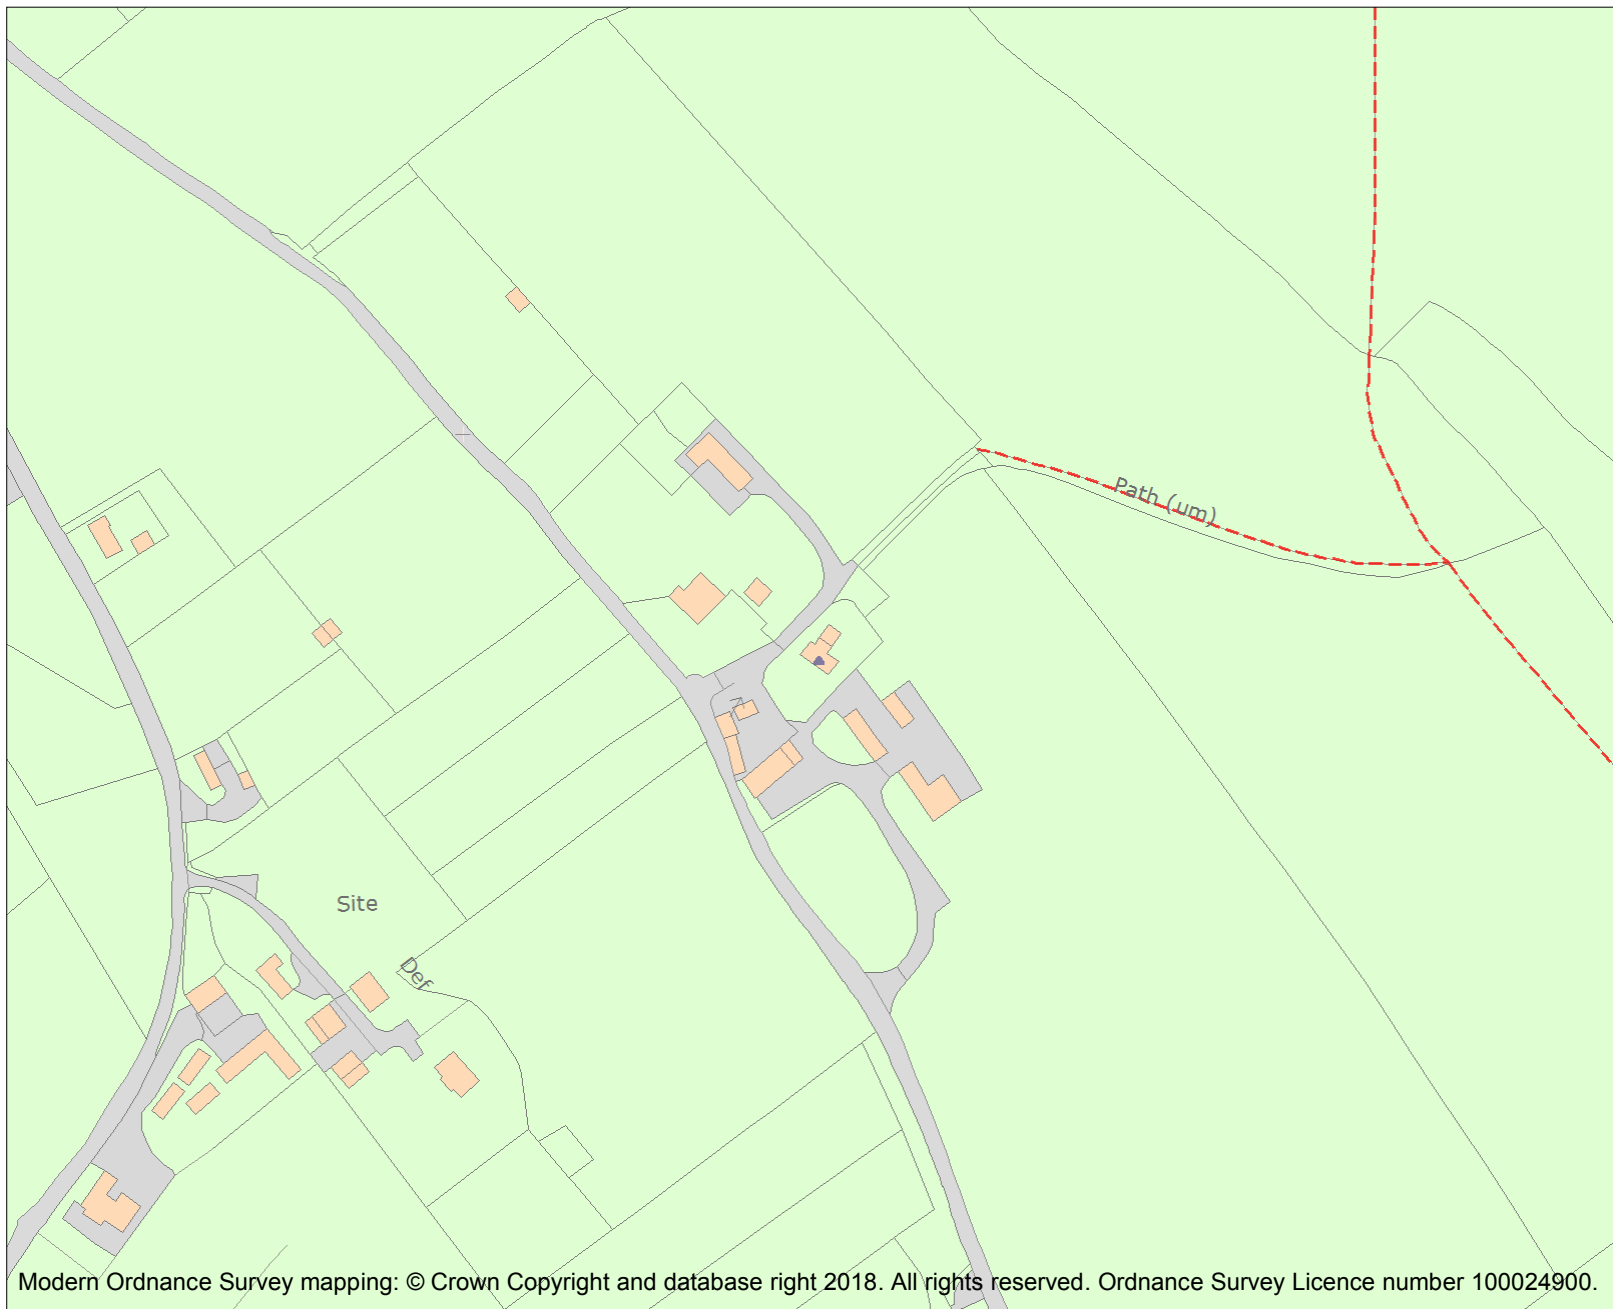 Path (um)
Site
Def
Modern Ordnance Survey mapping: © Crown Copyright and database right 2018. All rights reserved. Ordnance Survey Licence number 100024900.